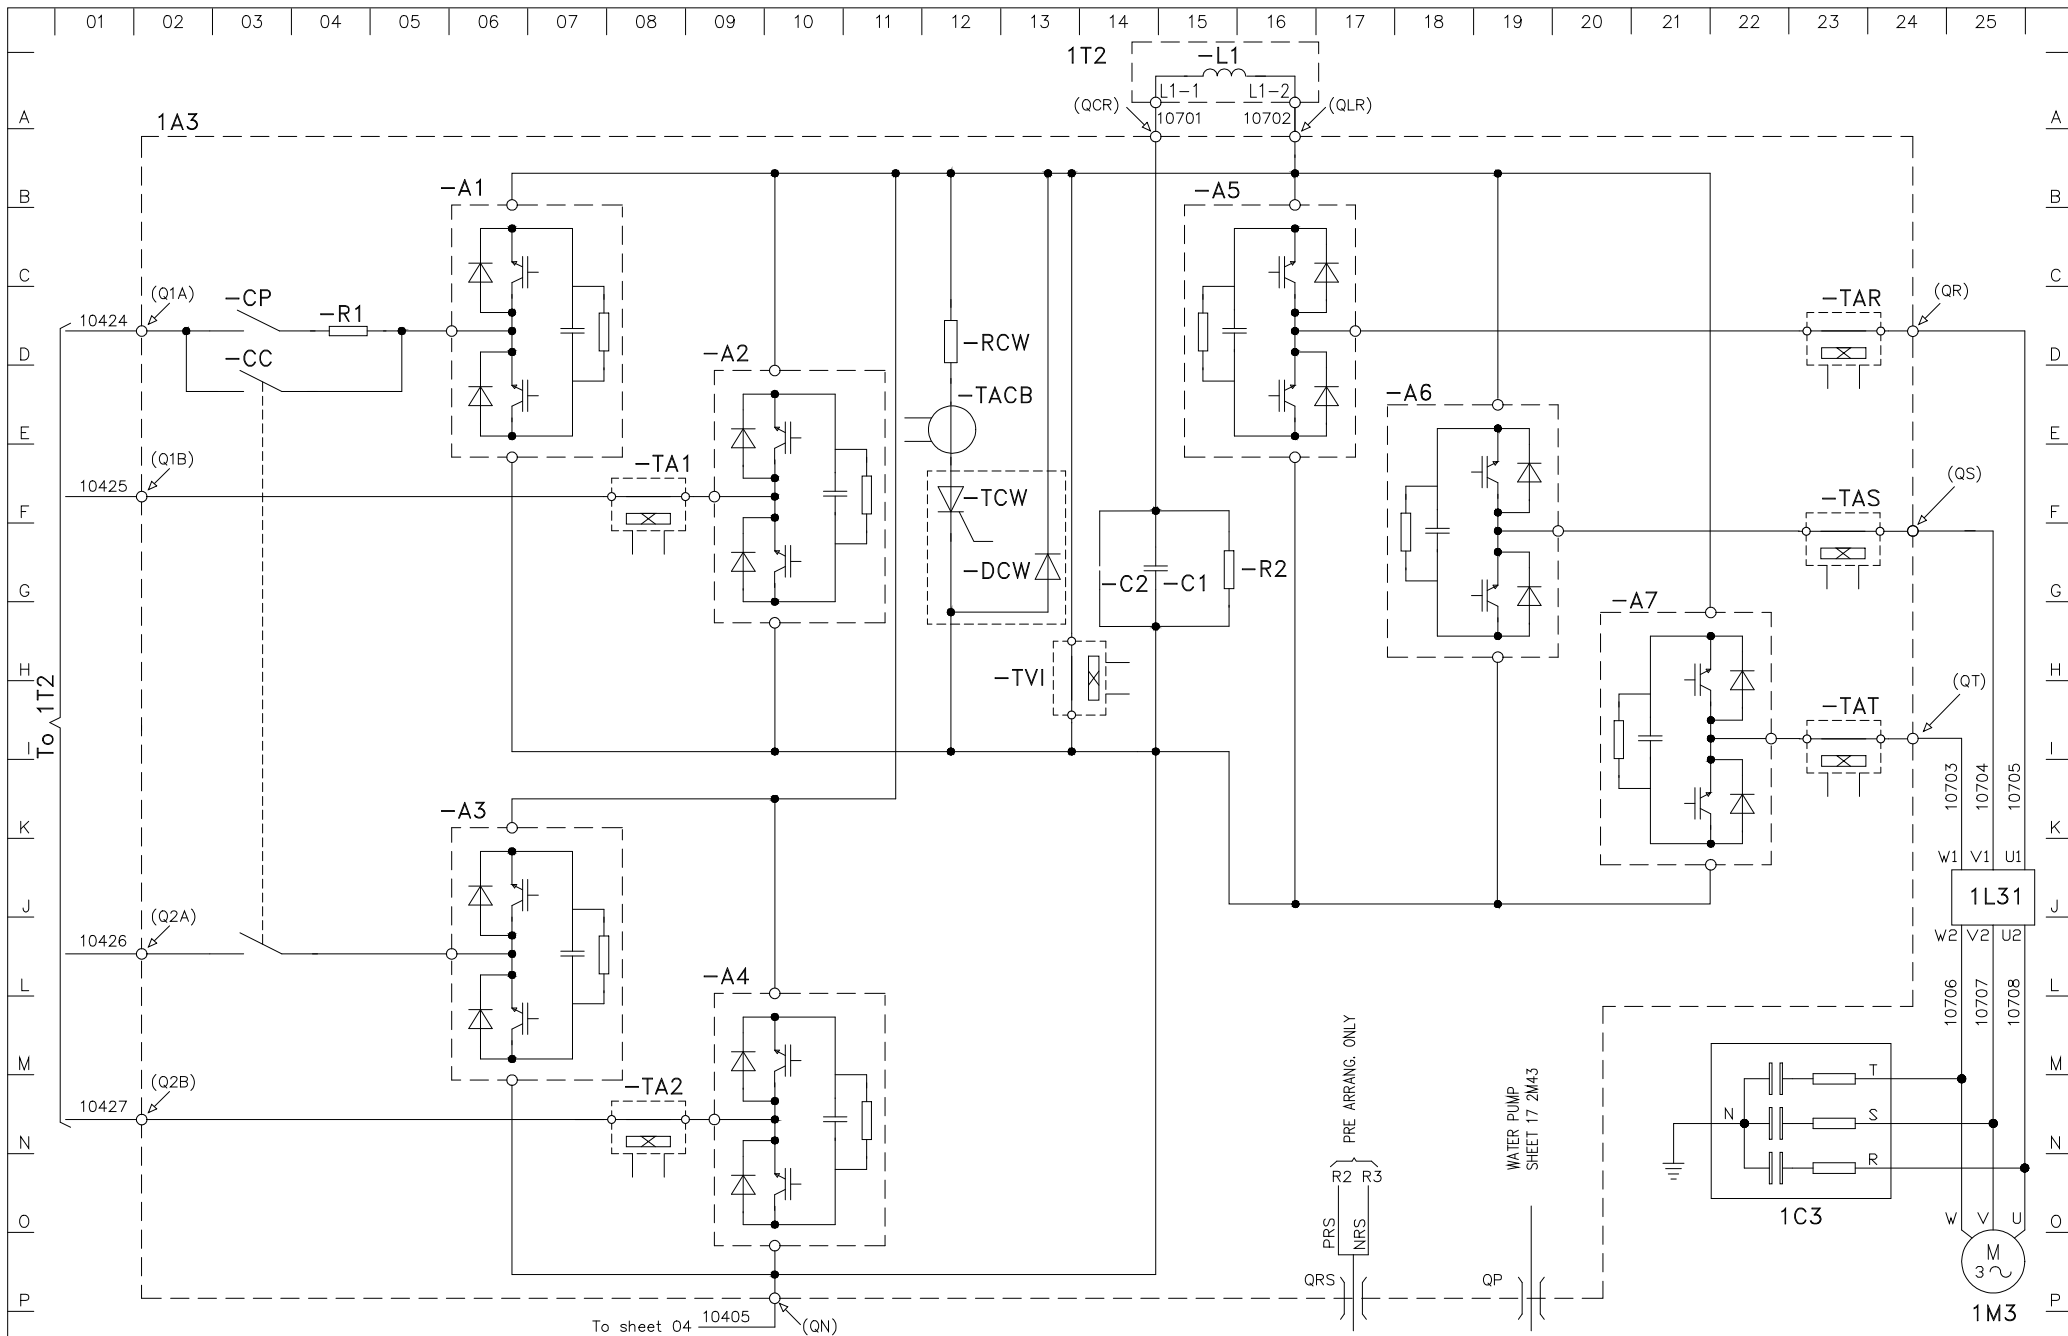 01 02 03 04 05 06 07 08 09 10 11 12 13 14 15 16 17 18 19 20 21 22 23 24 25
1T2 -L1
L1-1 L1-2
(QCR) (QLR)
10701 10702
A A
1A3
-A1 -A5
B B
C C
(Q1A) -CP -R1 -TAR (QR)
10424
-CC -A2 -RCW
D D
-TACB -A6
E E
(Q1B) -TA1 -TCW -TAS (QS)
10425
F F
-DCW -C2 -C1 -R2
G G
-A7
H H
To 1T2
-TVI -TAT (QT)
I I
10703 10704 10705
-A3
K K
W1 V1 U1
1L31
J J
(Q2A)
10426
W2 V2 U2
-A4
L L
10706 10707 10708
M M
(Q2B) -TA2
10427
PRE ARRANG. ONLY
WATER PUMP
SHEET 17 2M43
T
N S
R
N N
R2 R3
1C3
O O
PRS NRS
W V U
M
3~
QRS QP
P P
1M3
To sheet 04 10405 (QN)